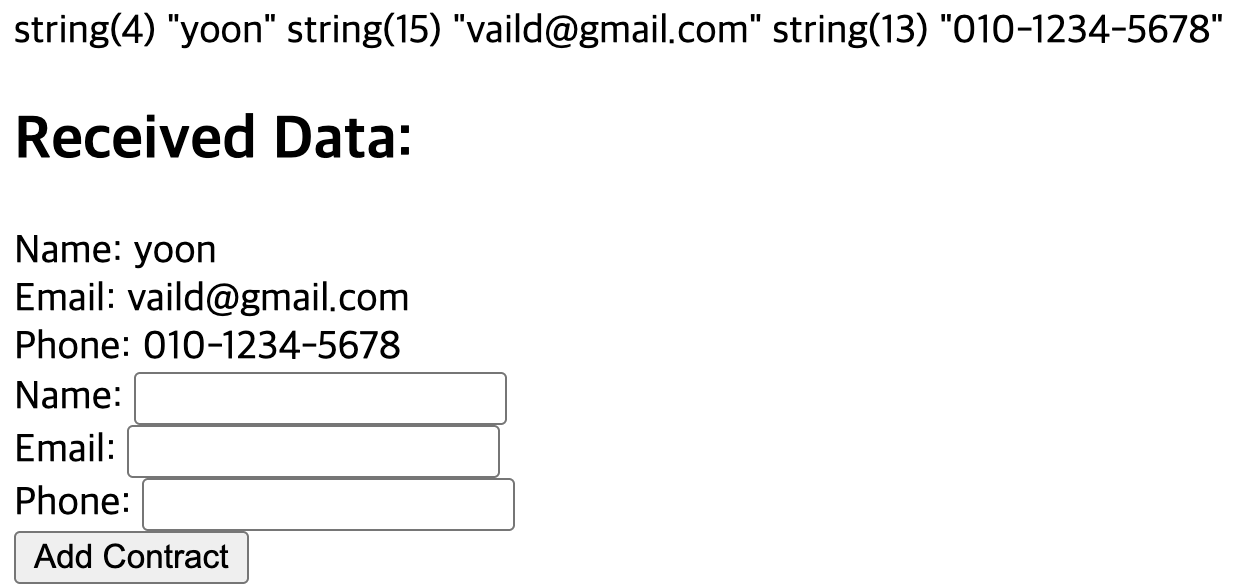 string(4) "yoon" string(15) "vaild@gmail.com" string(13) "010-1234-5678"
Received Data:
Name: yoon
Email: vaild@gmail.com
Phone: 010-1234-5678
Name:
Email:
Phone:
Add Contract